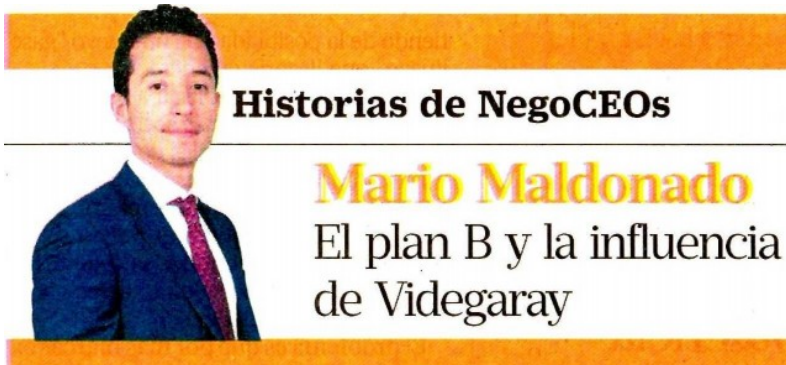 Historias de NegoCEOs
Mario Maldonado
El plan B y la influencia
de Videgaray